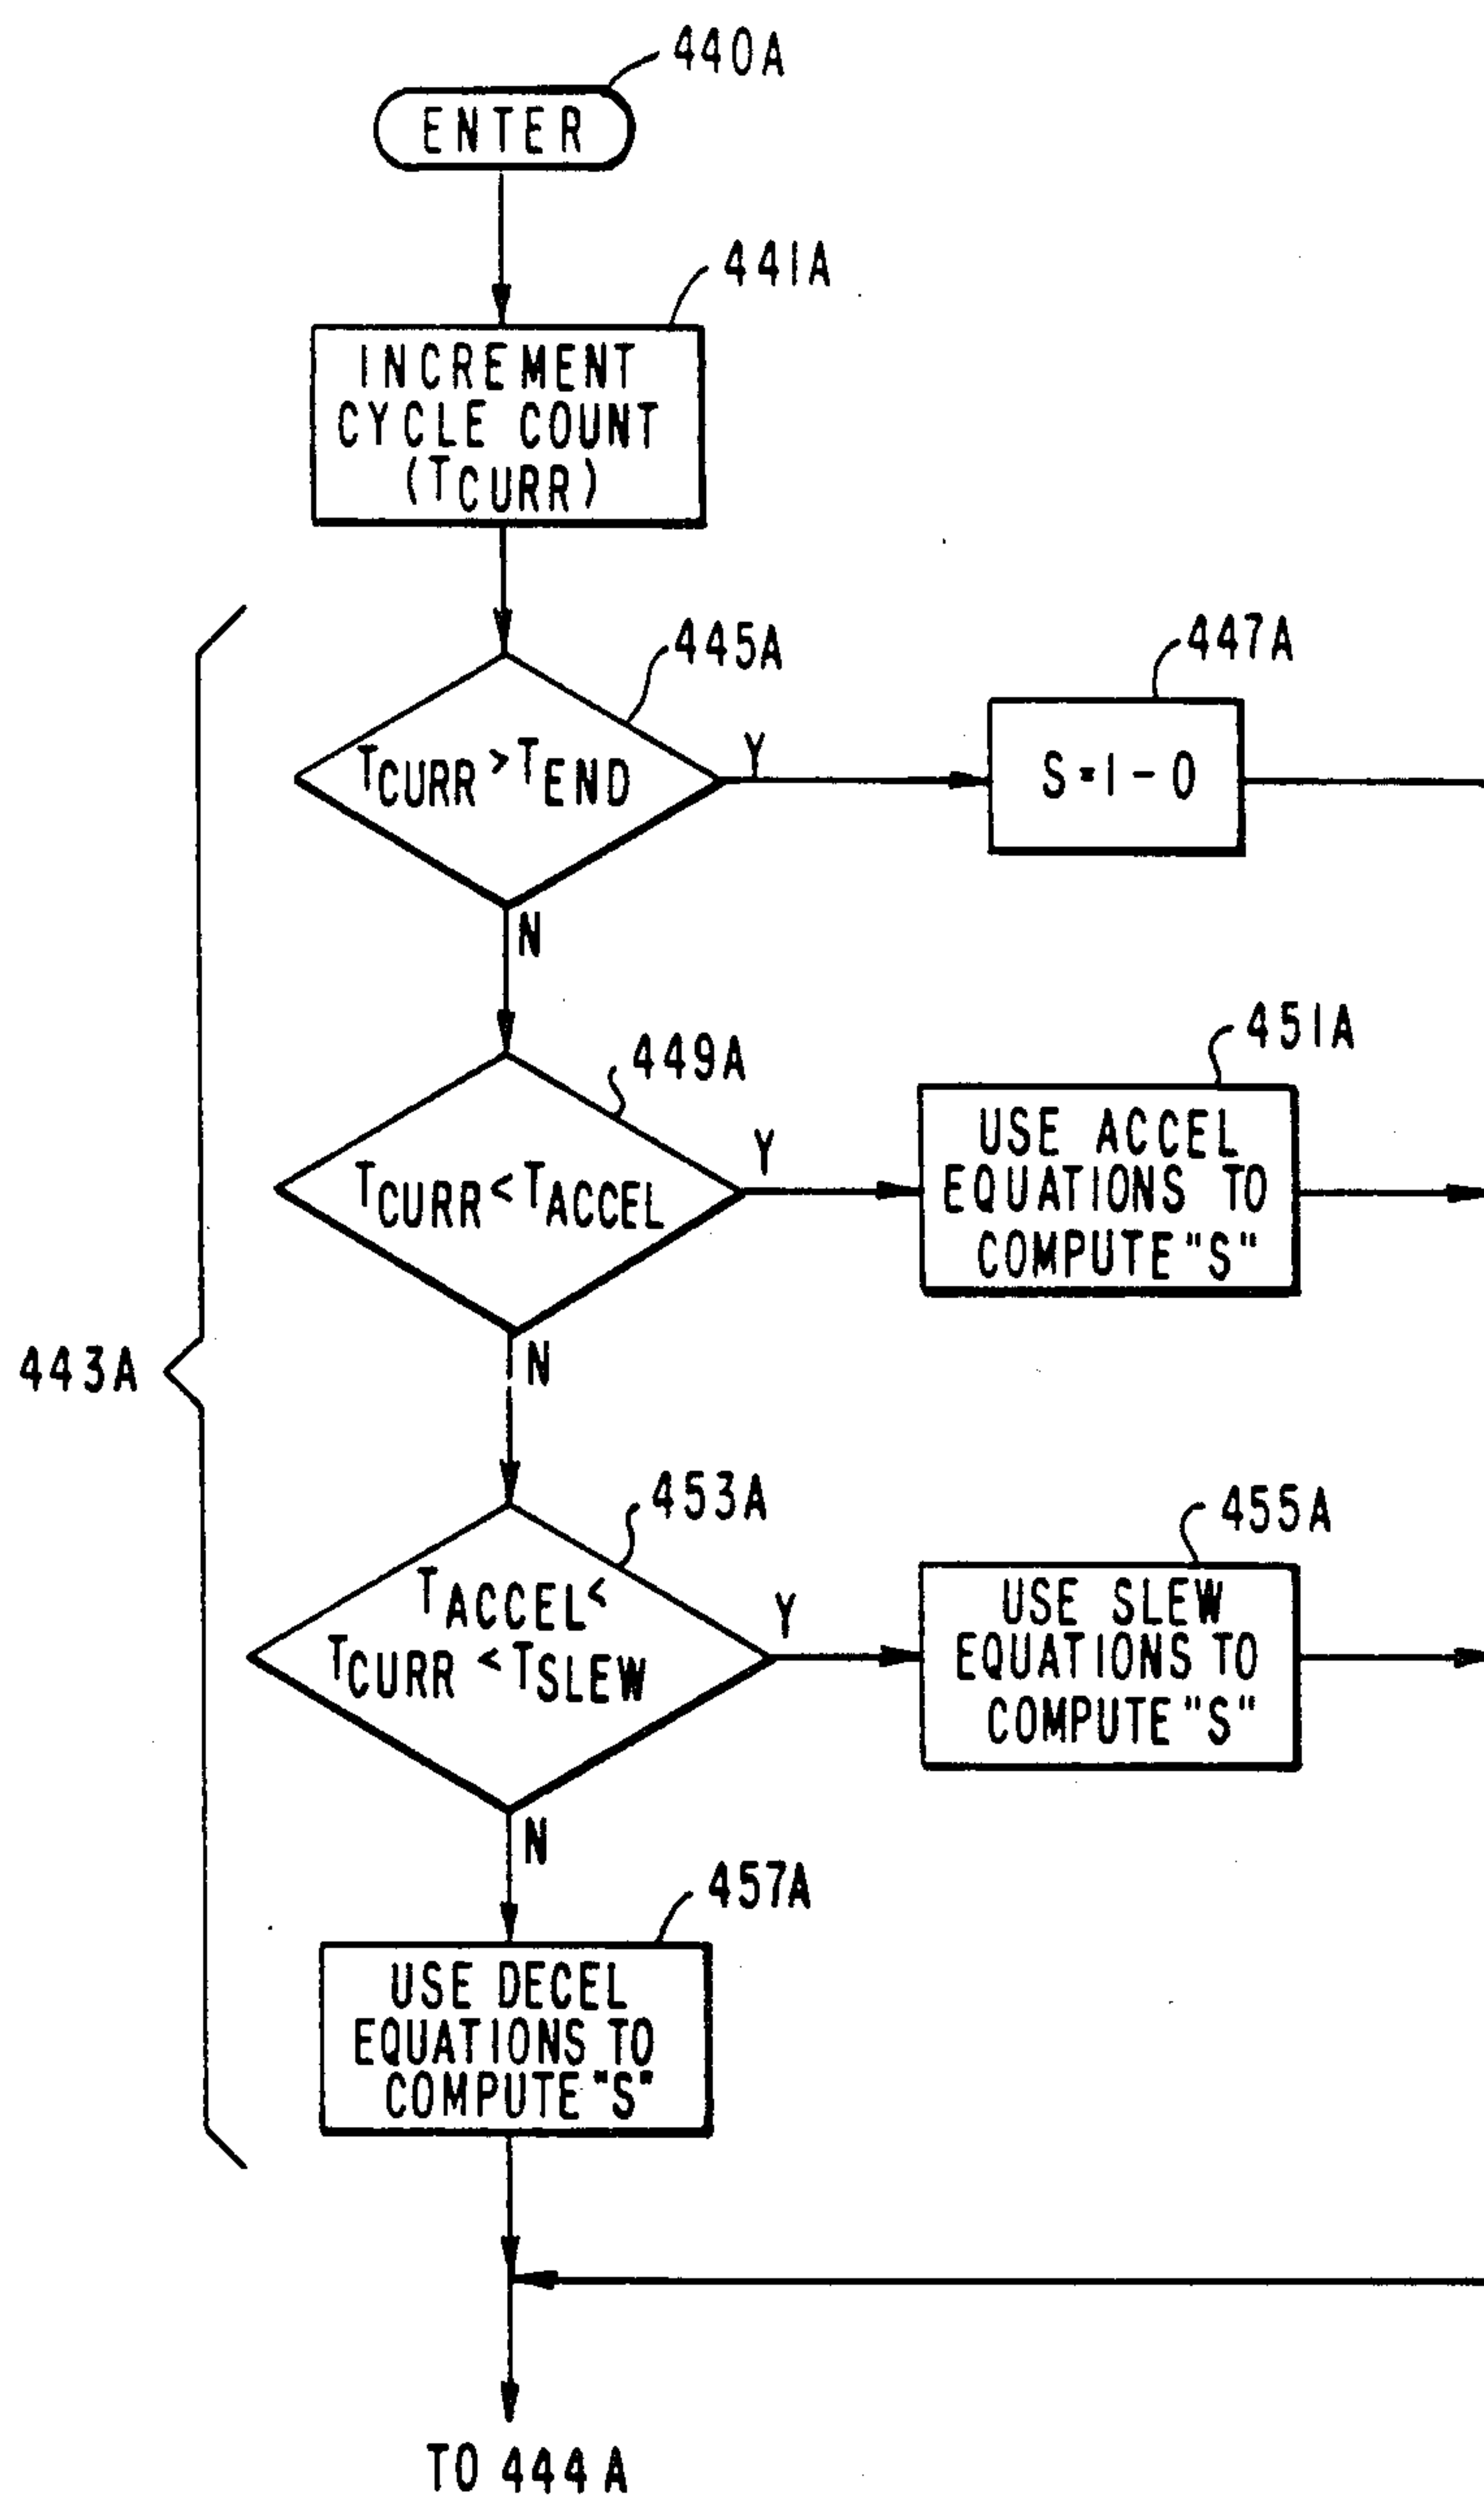 440A
ENTER
441A
INCREMENT
CYCLE COUNT
(TCURR)
445A
447A
TCURR > TEND
Y
S = 1 - 0
N
449A
451A
TCURR < TACCEL
Y
USE ACCEL
EQUATIONS TO
COMPUTE "S"
443A
N
453A
455A
TACCEL <
TCURR < TSLEW
Y
USE SLEW
EQUATIONS TO
COMPUTE "S"
N
457A
USE DECEL
EQUATIONS TO
COMPUTE "S"
TO 444A